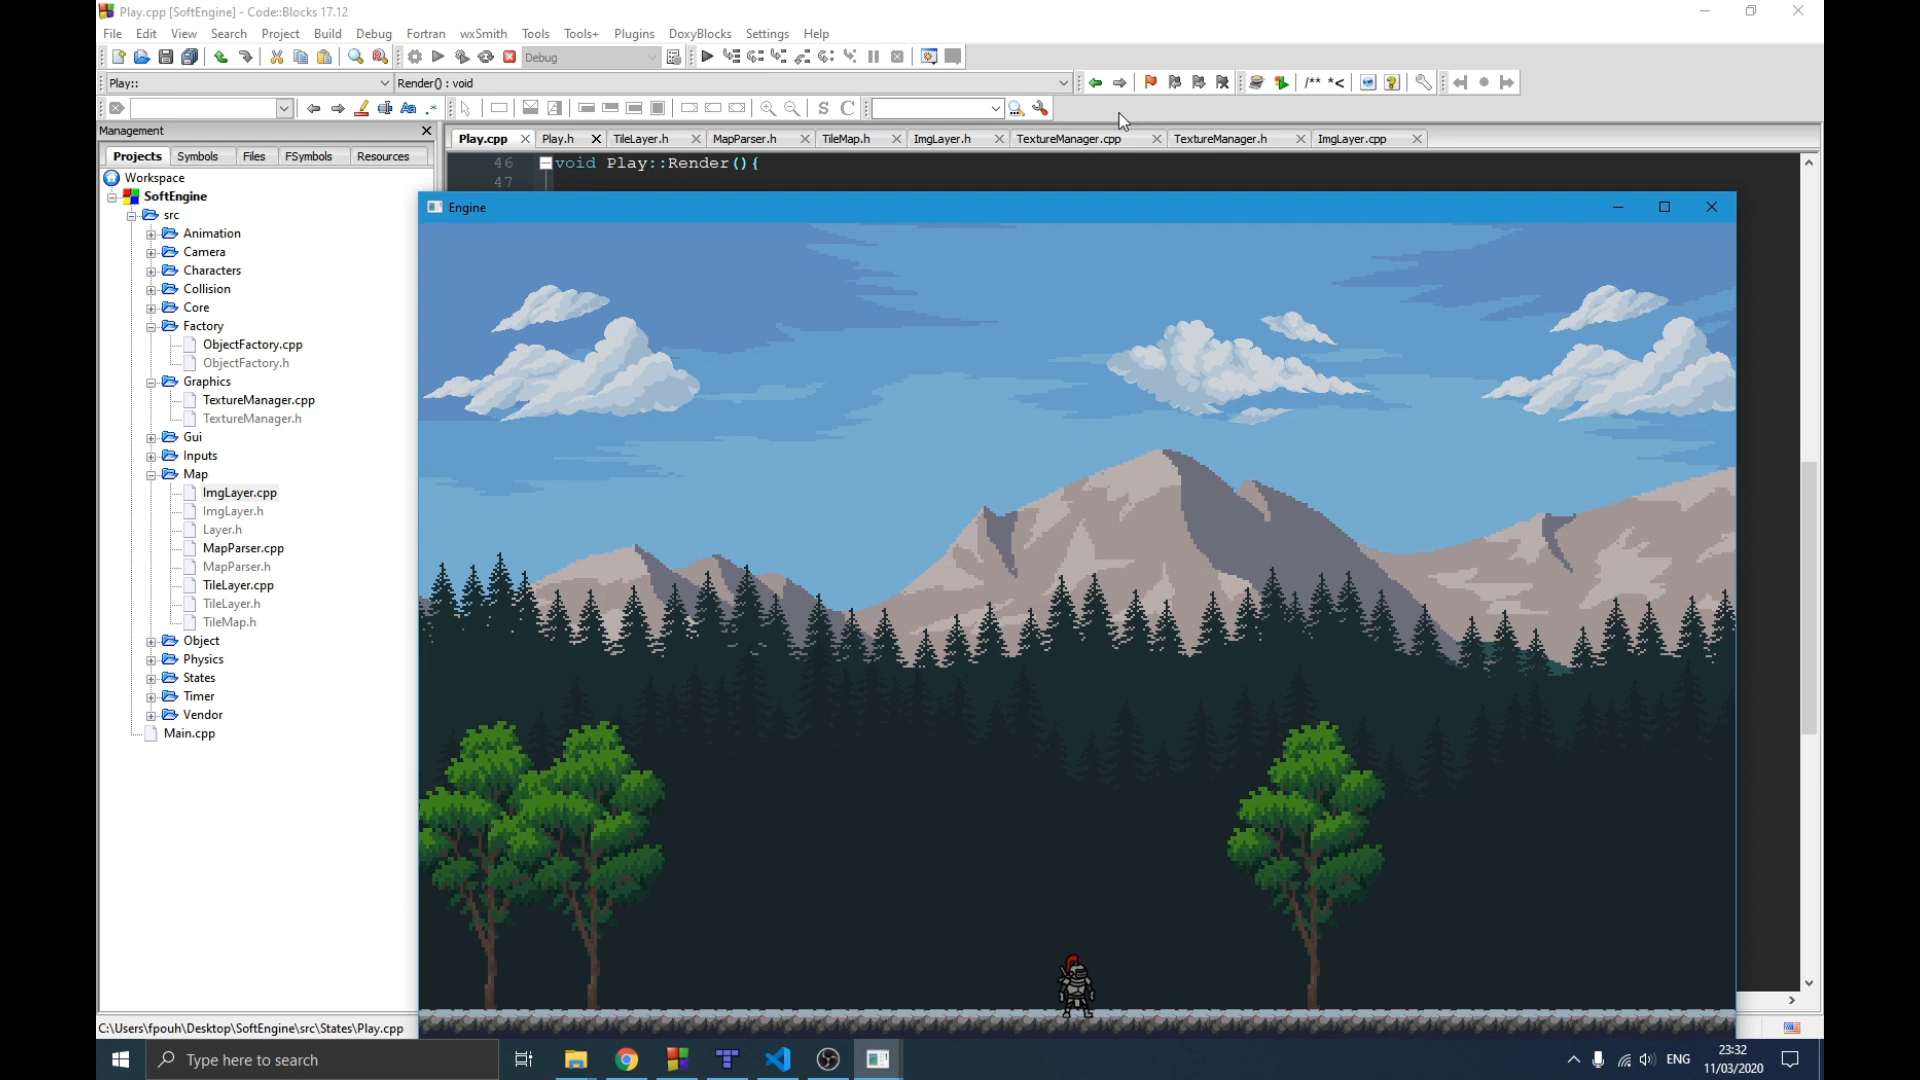 Play.cpp [SoftEngine] - Code::Blocks 17.12
File Edit View Search Project Build Debug Fortran wxSmith Tools Tools+ Plugins DoxyBlocks Settings Help
Debug
Play:: Render() : void
/** *<
Aa .* S C
Management
Play.cpp Play.h TileLayer.h MapParser.h TileMap.h ImgLayer.h TextureManager.cpp TextureManager.h ImgLayer.cpp
Projects Symbols Files FSymbols Resources
46 void Play::Render(){
47
Workspace
SoftEngine
src
Animation
Camera
Characters
Collision
Core
Factory
ObjectFactory.cpp
ObjectFactory.h
Graphics
TextureManager.cpp
TextureManager.h
Gui
Inputs
Map
ImgLayer.cpp
ImgLayer.h
Layer.h
MapParser.cpp
MapParser.h
TileLayer.cpp
TileLayer.h
TileMap.h
Object
Physics
States
Timer
Vendor
Main.cpp
Engine
C:\Users\fpouh\Desktop\SoftEngine\src\States\Play.cpp
Type here to search
ENG
23:32
11/03/2020